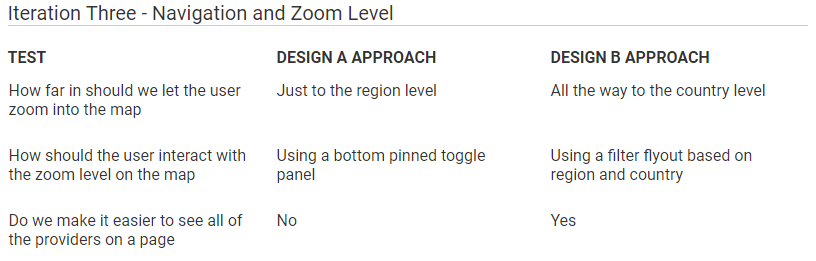 Iteration Three - Navigation and Zoom Level
TEST DESIGN A APPROACH DESIGN B APPROACH
How far in should we let the user Just to the region level All the way to the country level
zoom into the map
How should the user interact with Using a bottom pinned toggle Using a filter flyout based on
the zoom level on the map panel region and country
Do we make it easier to see all of No Yes
the providers on a page